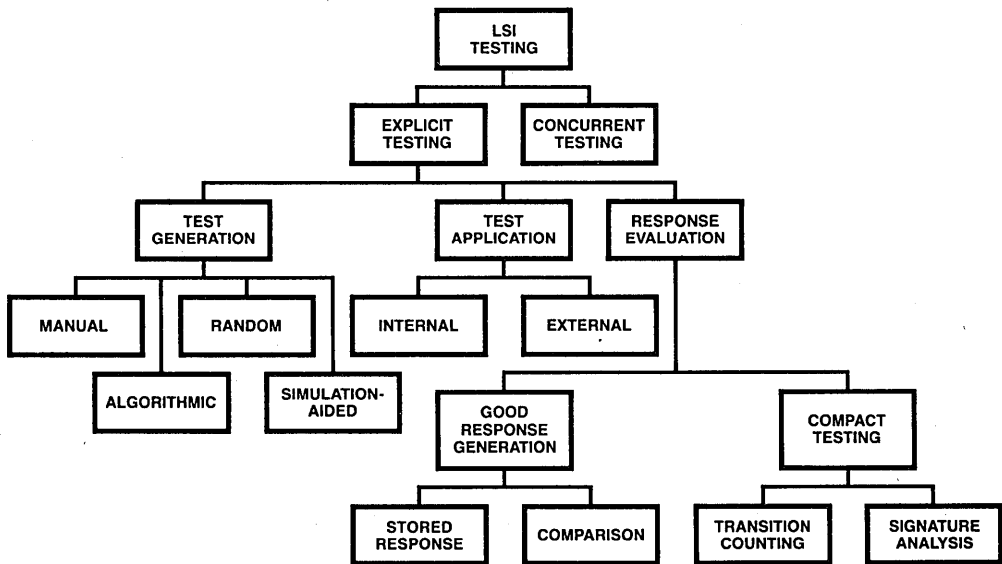 LSI
TESTING
EXPLICIT
TESTING
CONCURRENT
TESTING
TEST
GENERATION
TEST
APPLICATION
RESPONSE
EVALUATION
MANUAL
RANDOM
INTERNAL
EXTERNAL
ALGORITHMIC
SIMULATION-
AIDED
GOOD
RESPONSE
GENERATION
COMPACT
TESTING
STORED
RESPONSE
COMPARISON
TRANSITION
COUNTING
SIGNATURE
ANALYSIS